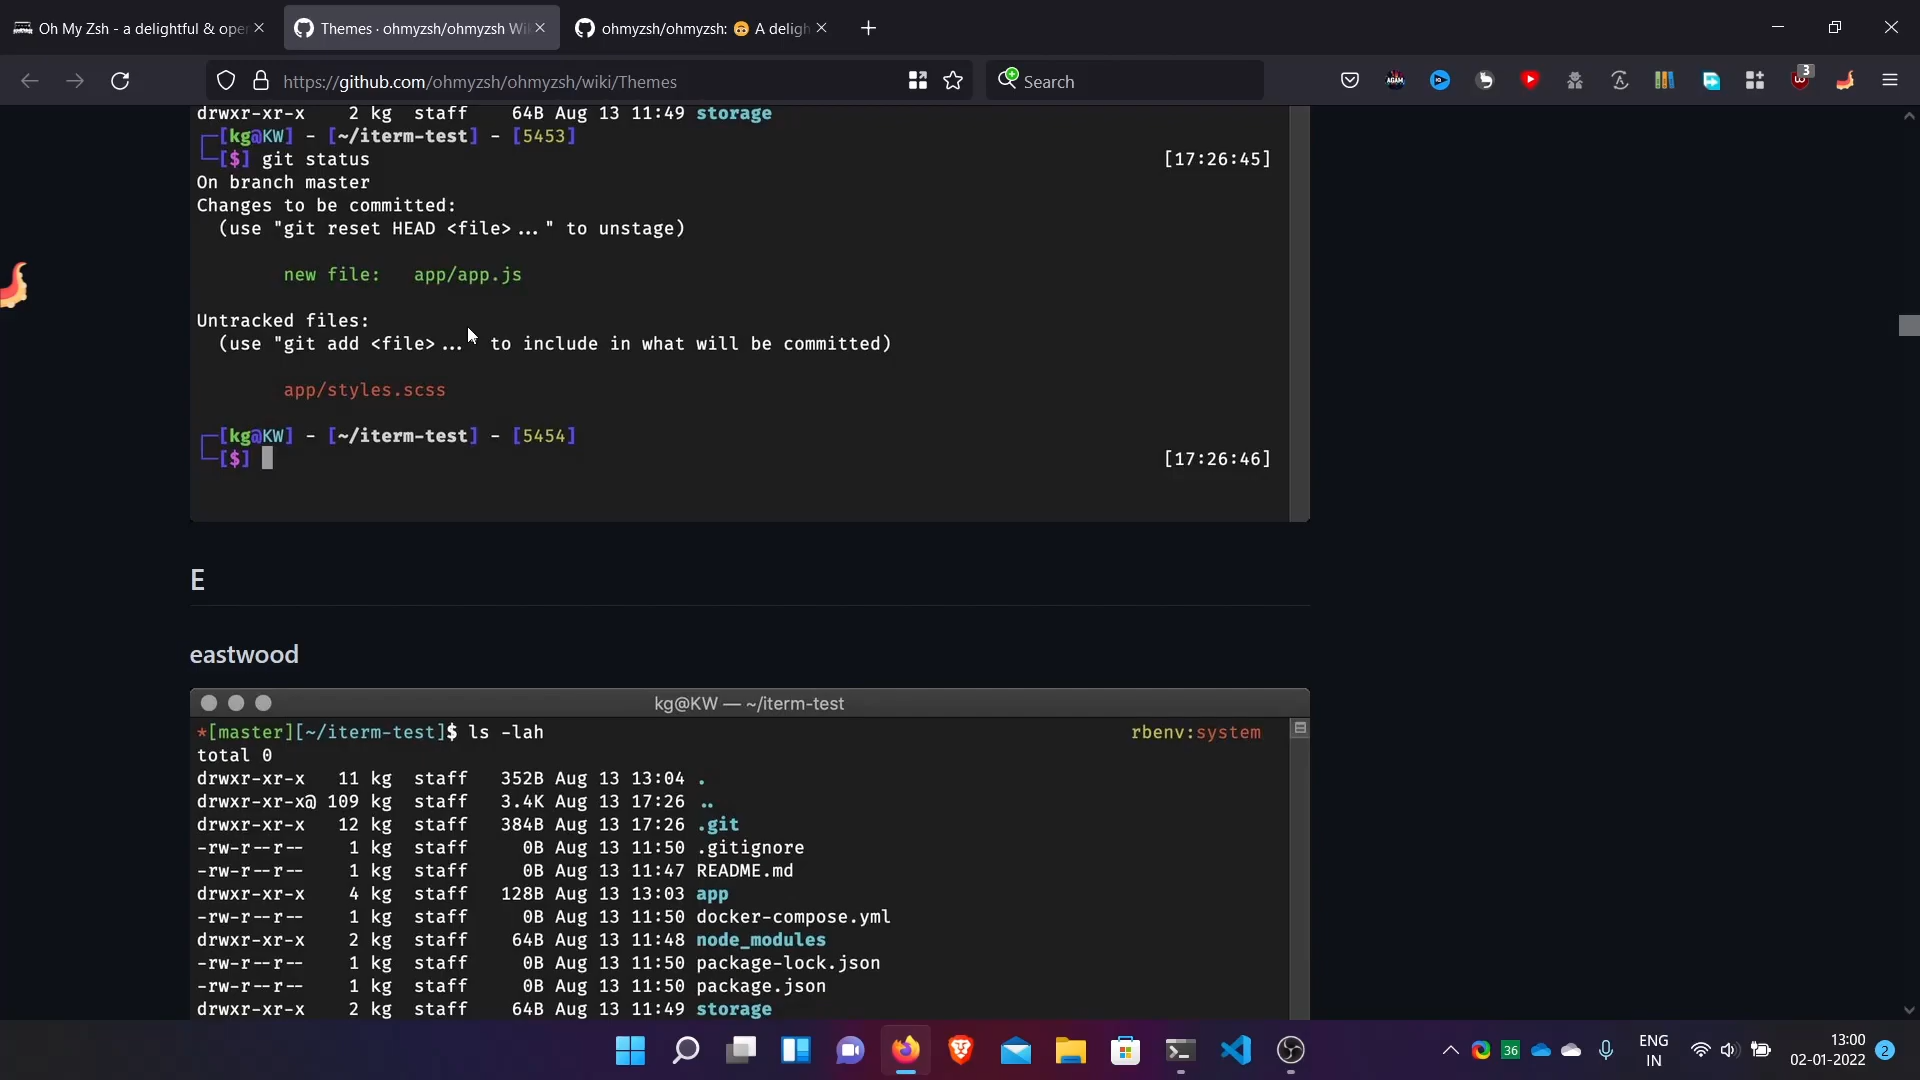 Oh My Zsh - a delightful & ope
Themes · ohmyzsh/ohmyzsh Wi
ohmyzsh/ohmyzsh: 🙃 A deligh
https://github.com/ohmyzsh/ohmyzsh/wiki/Themes
Search
3
drwxr-xr-x    2 kg  staff    64B Aug 13 11:49 storage
[kg@KW] - [~/iterm-test] - [5453]
[$] git status
[17:26:45]
On branch master
Changes to be committed:
(use "git reset HEAD <file>..." to unstage)
new file:   app/app.js
Untracked files:
(use "git add <file>... to include in what will be committed)
app/styles.scss
[kg@KW] - [~/iterm-test] - [5454]
[$]
[17:26:46]
E
eastwood
kg@KW — ~/iterm-test
*[master][~/iterm-test]$ ls -lah
rbenv:system
total 0
drwxr-xr-x   11 kg  staff   352B Aug 13 13:04 .
drwxr-xr-x@ 109 kg  staff   3.4K Aug 13 17:26 ..
drwxr-xr-x   12 kg  staff   384B Aug 13 17:26 .git
-rw-r--r--    1 kg  staff     0B Aug 13 11:50 .gitignore
-rw-r--r--    1 kg  staff     0B Aug 13 11:47 README.md
drwxr-xr-x    4 kg  staff   128B Aug 13 13:03 app
-rw-r--r--    1 kg  staff     0B Aug 13 11:50 docker-compose.yml
drwxr-xr-x    2 kg  staff    64B Aug 13 11:48 node_modules
-rw-r--r--    1 kg  staff     0B Aug 13 11:50 package-lock.json
-rw-r--r--    1 kg  staff     0B Aug 13 11:50 package.json
drwxr-xr-x    2 kg  staff    64B Aug 13 11:49 storage
36
ENG
IN
13:00
02-01-2022
2